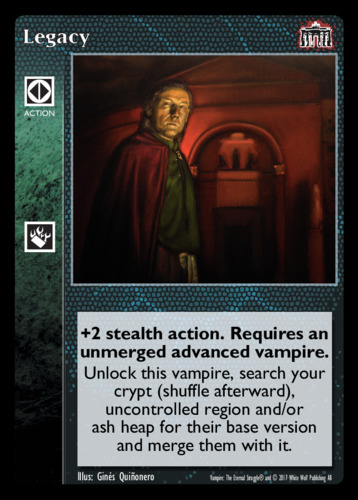 Legacy
ACTION
+2 stealth action. Requires an
unmerged advanced vampire.
Unlock this vampire, search your
crypt (shuffle afterward),
uncontrolled region and/or
ash heap for their base version
and merge them with it.
Illus: Ginés Quiñonero
Vampire: The Eternal Struggle® and © 2017 White Wolf Publishing AB